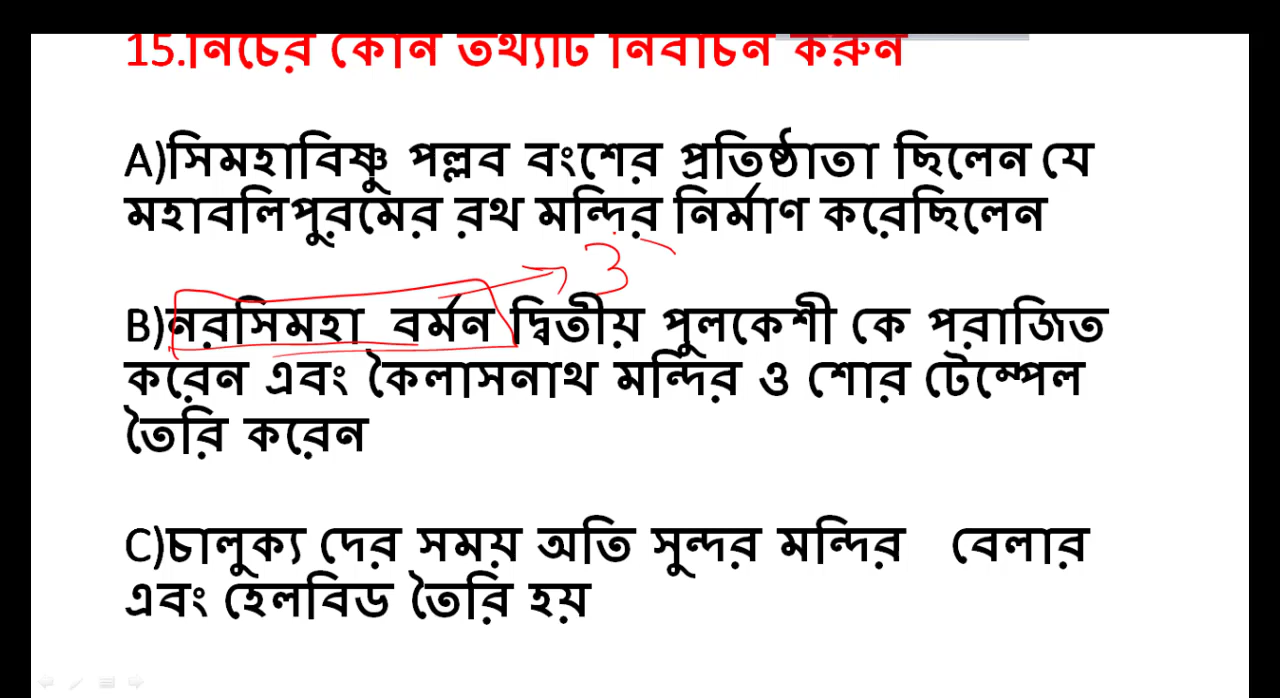 15.নিচের কোন তথ্যটি নির্বাচন করুন
A)সিমহাবিষ্ণু পল্লব বংশের প্রতিষ্ঠাতা ছিলেন যে
মহাবলিপুরমের রথ মন্দির নির্মাণ করেছিলেন
3
B)নরসিমহা বর্মন দ্বিতীয় পুলকেশী কে পরাজিত
করেন এবং কৈলাসনাথ মন্দির ও শোর টেম্পেল
তৈরি করেন
C)চালুক্য দের সময় অতি সুন্দর মন্দির বেলার
এবং হেলবিড তৈরি হয়